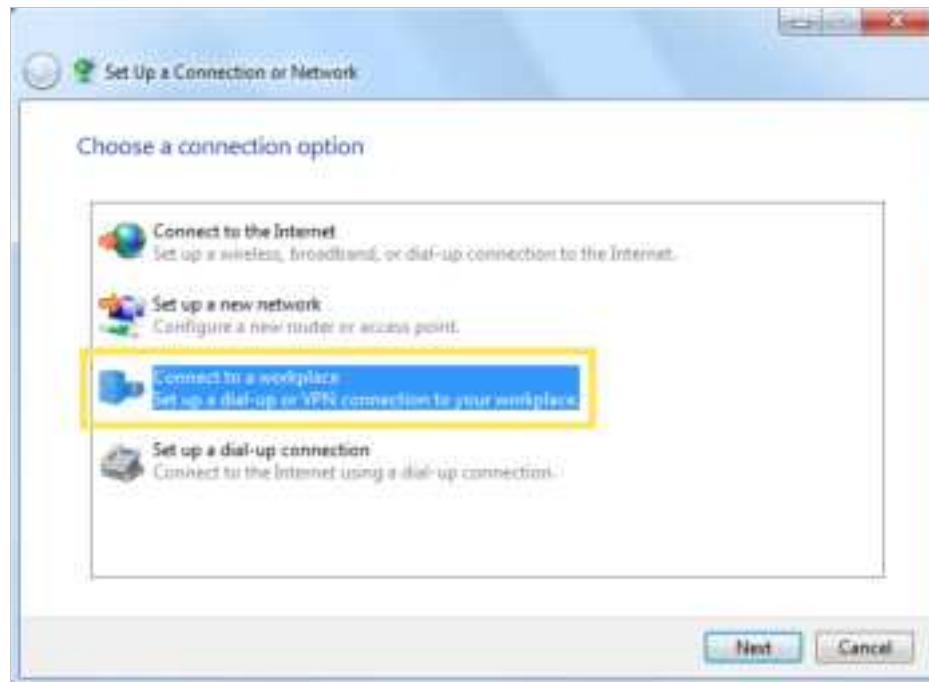 Set Up a Connection or Network
Choose a connection option
Connect to the Internet
Set up a wireless, broadband, or dial-up connection to the Internet.
Set up a new network
Configure a new router or access point.
Connect to a workplace
Set up a dial-up or VPN connection to your workplace.
Set up a dial-up connection
Connect to the Internet using a dial-up connection.
Next
Cancel